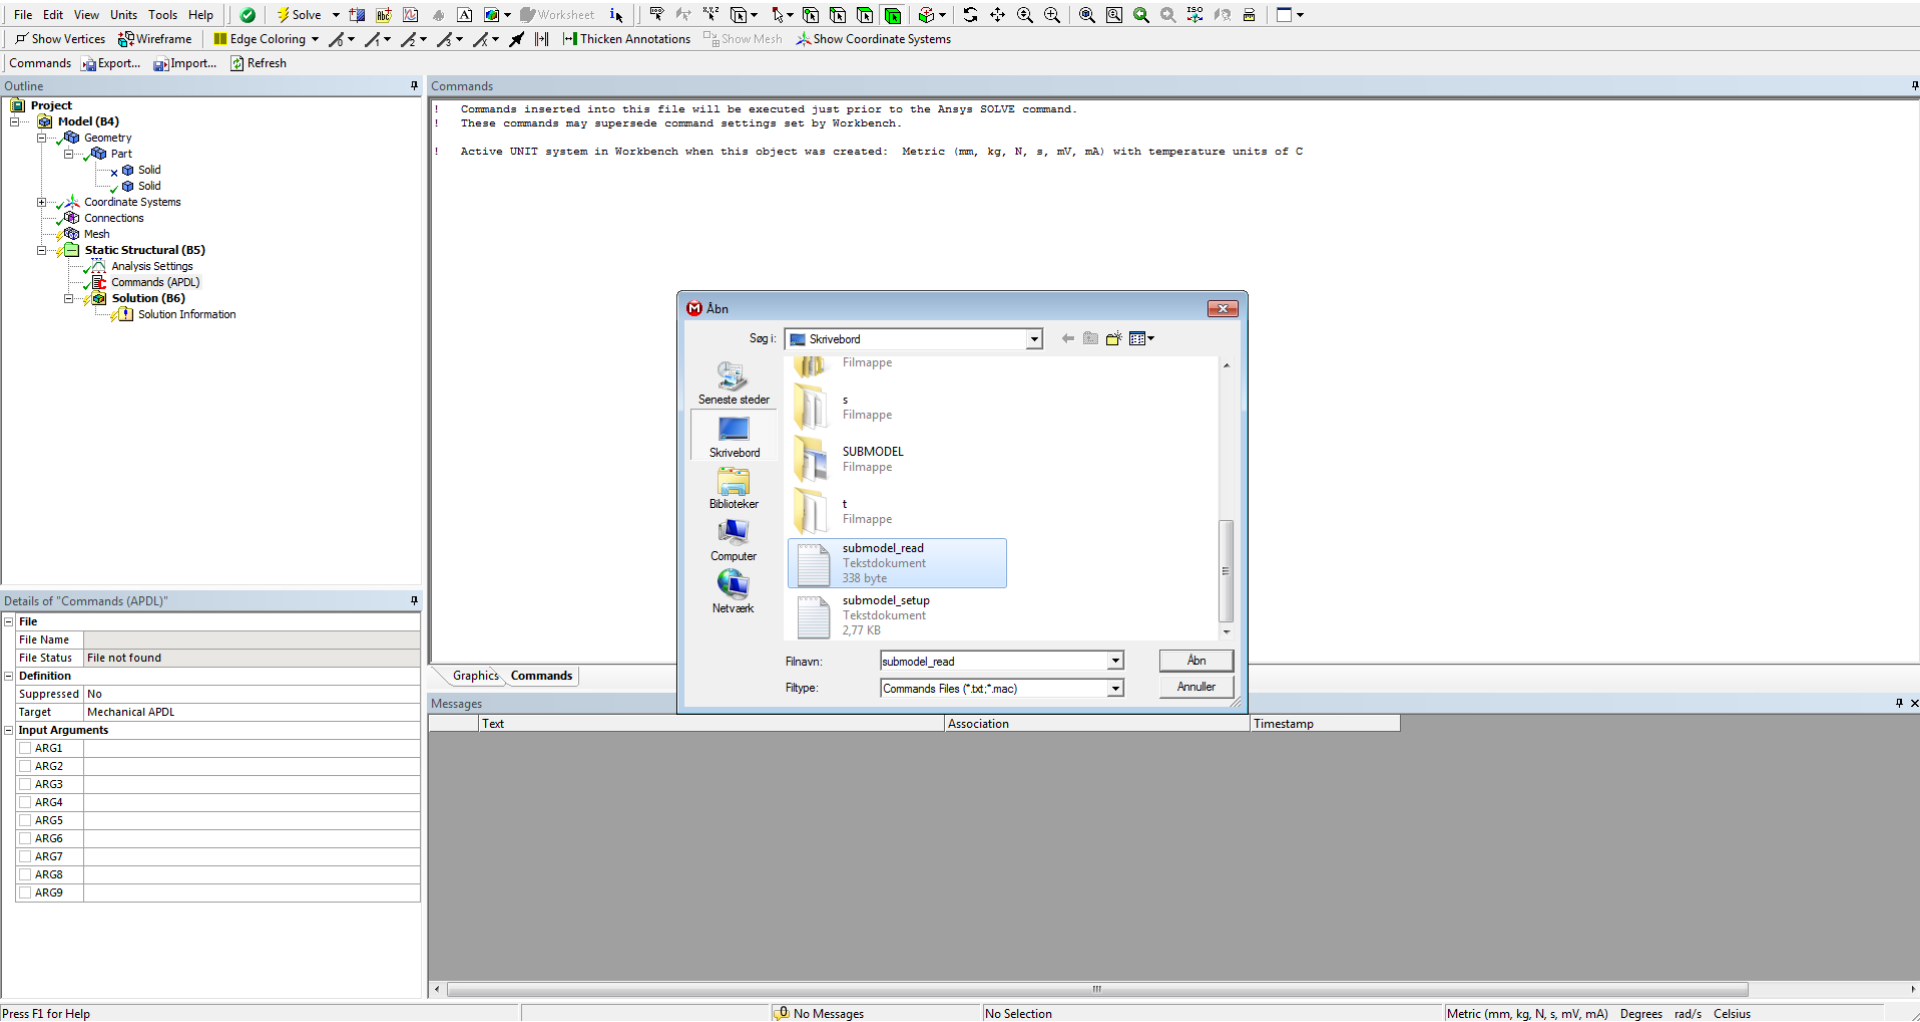 File Edit View Units Tools Help Solve Worksheet ISO
Show Vertices Wireframe Edge Coloring Thicken Annotations Show Mesh Show Coordinate Systems
Commands Export... Import... Refresh
Outline
Project
Model (B4)
Geometry
Part
Solid
Solid
Coordinate Systems
Connections
Mesh
Static Structural (B5)
Analysis Settings
Commands (APDL)
Solution (B6)
Solution Information
Details of "Commands (APDL)"
File
File Name
File Status File not found
Definition
Suppressed No
Target Mechanical APDL
Input Arguments
ARG1
ARG2
ARG3
ARG4
ARG5
ARG6
ARG7
ARG8
ARG9
Commands
! Commands inserted into this file will be executed just prior to the Ansys SOLVE command.
! These commands may supersede command settings set by Workbench.
! Active UNIT system in Workbench when this object was created: Metric (mm, kg, N, s, mV, mA) with temperature units of C
Åbn
Søg i: Skrivebord
Seneste steder
Skrivebord
Biblioteker
Computer
Netværk
Filmappe
s
Filmappe
SUBMODEL
Filmappe
t
Filmappe
submodel_read
Tekstdokument
338 byte
submodel_setup
Tekstdokument
2,77 KB
Filnavn: submodel_read Åbn
Filtype: Commands Files (*.txt;*.mac) Annuller
Graphics Commands
Messages
Text Association Timestamp
Press F1 for Help No Messages No Selection Metric (mm, kg, N, s, mV, mA) Degrees rad/s Celsius